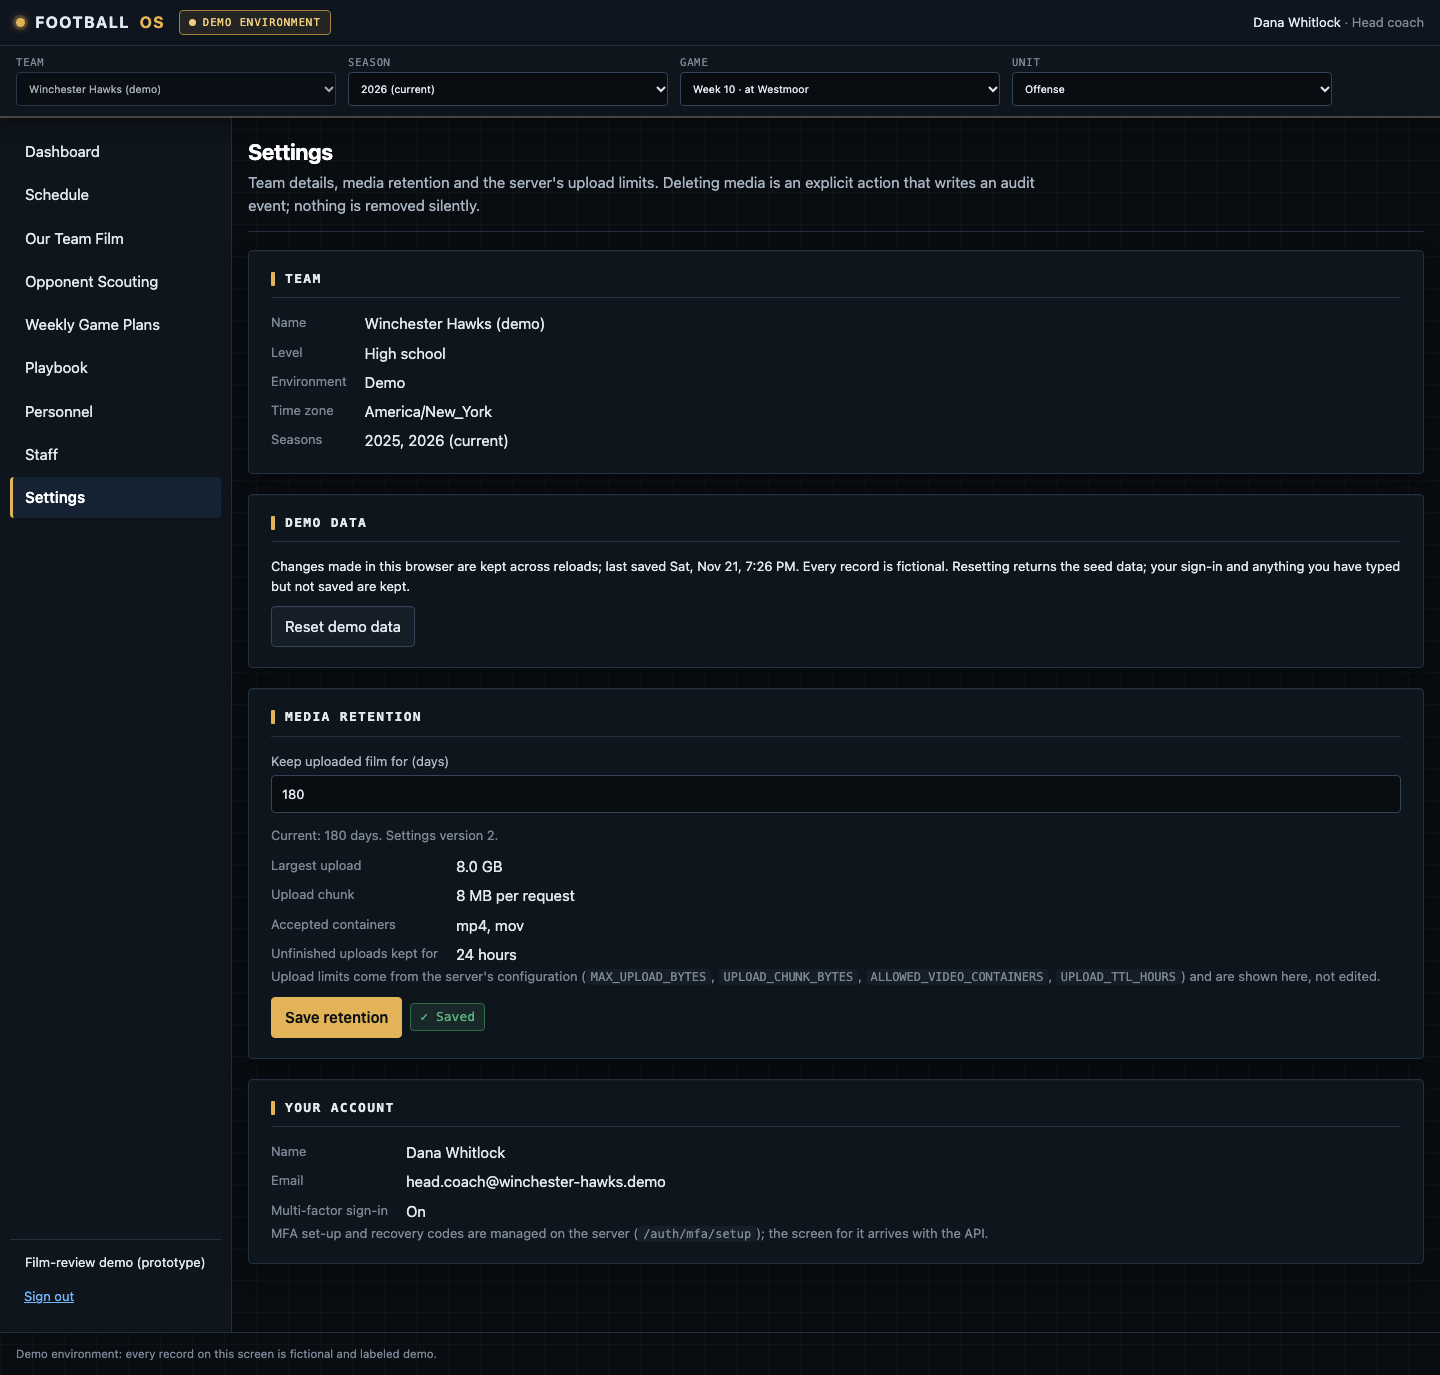 FOOTBALL OS
DEMO ENVIRONMENT
Dana Whitlock · Head coach
TEAM
Winchester Hawks (demo)
SEASON
2026 (current)
GAME
Week 10 · at Westmoor
UNIT
Offense
Dashboard
Schedule
Our Team Film
Opponent Scouting
Weekly Game Plans
Playbook
Personnel
Staff
Settings
Film-review demo (prototype)
Sign out
Settings
Team details, media retention and the server's upload limits. Deleting media is an explicit action that writes an audit
event; nothing is removed silently.
TEAM
Name Winchester Hawks (demo)
Level High school
Environment Demo
Time zone America/New_York
Seasons 2025, 2026 (current)
DEMO DATA
Changes made in this browser are kept across reloads; last saved Sat, Nov 21, 7:26 PM. Every record is fictional. Resetting returns the seed data; your sign-in and anything you have typed
but not saved are kept.
Reset demo data
MEDIA RETENTION
Keep uploaded film for (days)
180
Current: 180 days. Settings version 2.
Largest upload 8.0 GB
Upload chunk 8 MB per request
Accepted containers mp4, mov
Unfinished uploads kept for 24 hours
Upload limits come from the server's configuration ( MAX_UPLOAD_BYTES , UPLOAD_CHUNK_BYTES , ALLOWED_VIDEO_CONTAINERS , UPLOAD_TTL_HOURS ) and are shown here, not edited.
Save retention
✓ Saved
YOUR ACCOUNT
Name Dana Whitlock
Email head.coach@winchester-hawks.demo
Multi-factor sign-in On
MFA set-up and recovery codes are managed on the server ( /auth/mfa/setup ); the screen for it arrives with the API.
Demo environment: every record on this screen is fictional and labeled demo.